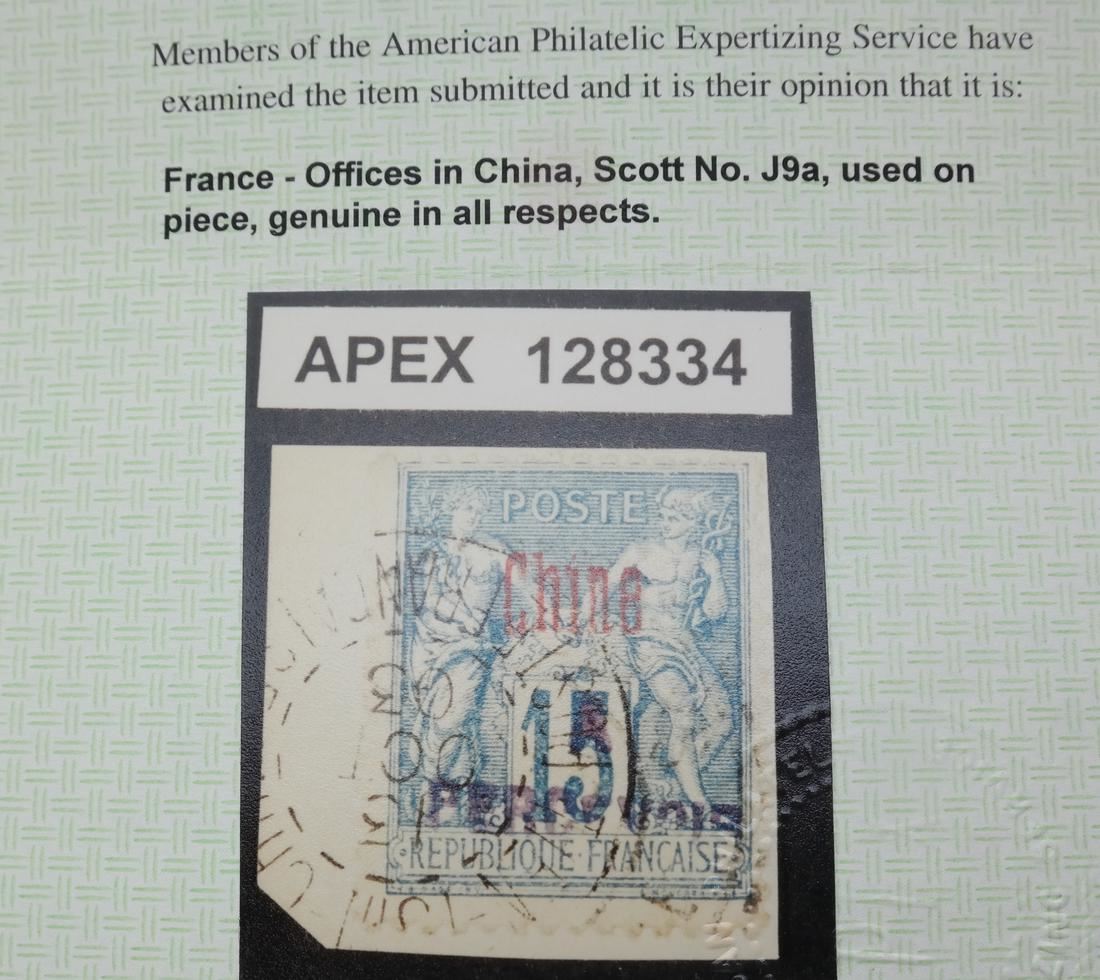 Members of the American Philatelic Expertizing Service have
examined the item submitted and it is their opinion that it is:
France - Offices in China, Scott No. J9a, used on
piece, genuine in all respects.
APEX 128334
POSTE
Chine
15
REPUBLIQUE FRANÇAISE